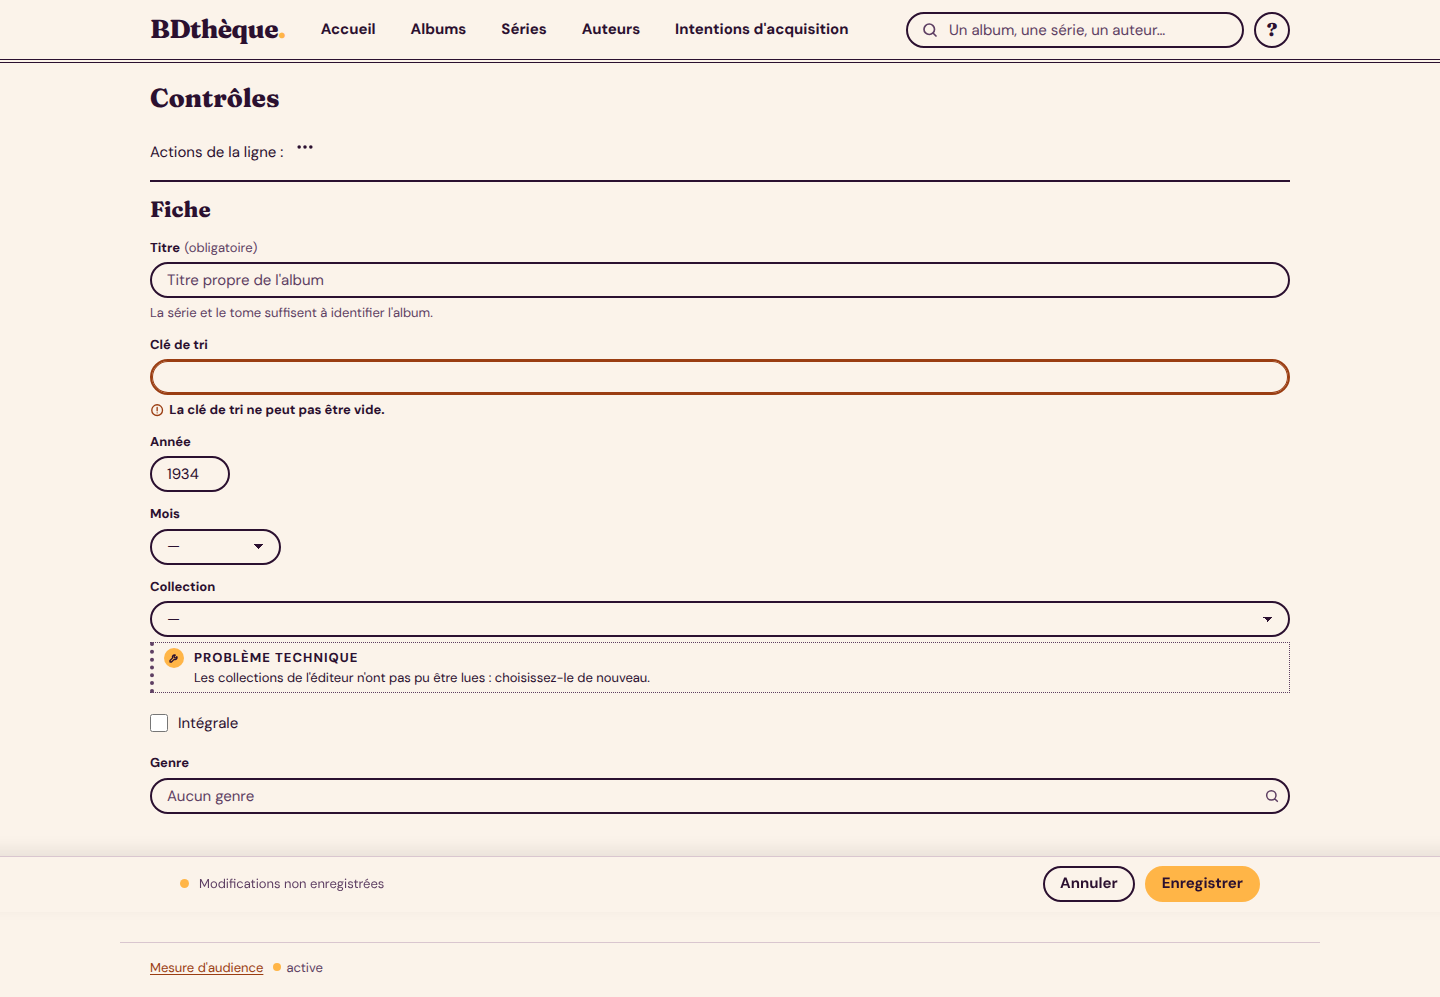 BDthèque.
Accueil
Albums
Séries
Auteurs
Intentions d'acquisition
Un album, une série, un auteur…
?
Contrôles
Actions de la ligne :
Fiche
Titre (obligatoire)
Titre propre de l'album
La série et le tome suffisent à identifier l'album.
Clé de tri
La clé de tri ne peut pas être vide.
Année
1934
Mois
—
Collection
—
PROBLÈME TECHNIQUE
Les collections de l'éditeur n'ont pas pu être lues : choisissez-le de nouveau.
Intégrale
Genre
Aucun genre
Modifications non enregistrées
Annuler
Enregistrer
Mesure d'audience
active